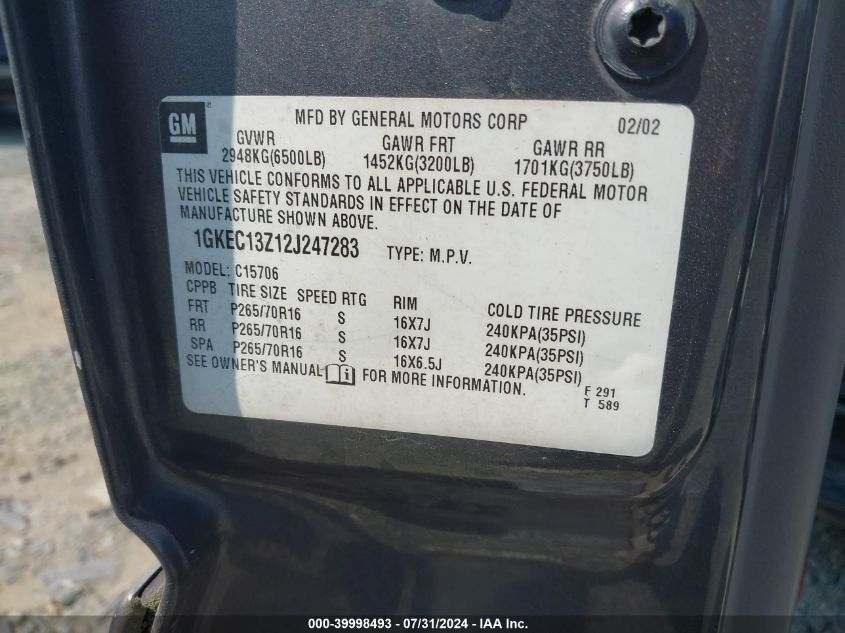 GM
MFD BY GENERAL MOTORS CORP 02/02
GVWR GAWR FRT GAWR RR
2948KG(6500LB) 1452KG(3200LB) 1701KG(3750LB)
THIS VEHICLE CONFORMS TO ALL APPLICABLE U.S. FEDERAL MOTOR
VEHICLE SAFETY STANDARDS IN EFFECT ON THE DATE OF
MANUFACTURE SHOWN ABOVE.
1GKEC13Z12J247283 TYPE: M.P.V.
MODEL: C15706
CPPB TIRE SIZE SPEED RTG RIM COLD TIRE PRESSURE
FRT P265/70R16 S 16X7J 240KPA(35PSI)
RR P265/70R16 S 16X7J 240KPA(35PSI)
SPA P265/70R16 S 16X6.5J 240KPA(35PSI)
SEE OWNER'S MANUAL FOR MORE INFORMATION.
F 291
T 589
000-39998493 / 07/31/2024 - IAA Inc.